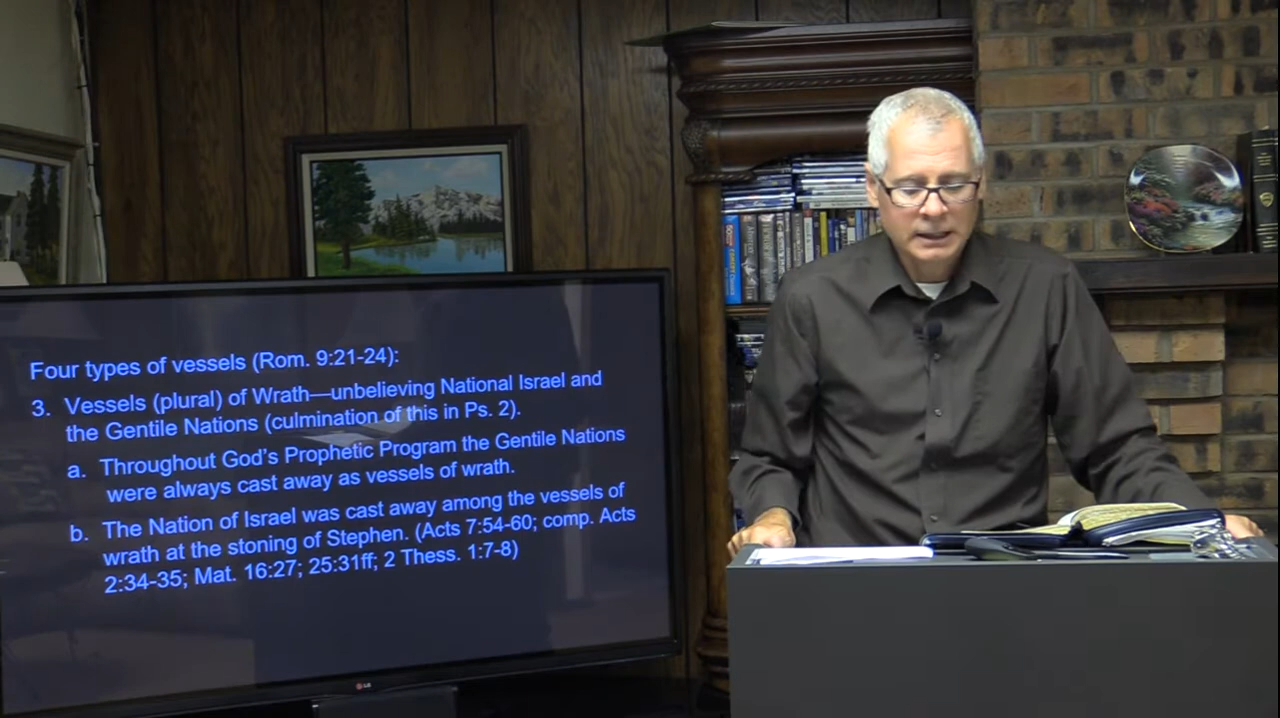 Four types of vessels (Rom. 9:21-24):
3. Vessels (plural) of Wrath—unbelieving National Israel and
the Gentile Nations (culmination of this in Ps. 2).
a. Throughout God's Prophetic Program the Gentile Nations
were always cast away as vessels of wrath.
b. The Nation of Israel was cast away among the vessels of
wrath at the stoning of Stephen. (Acts 7:54-60; comp. Acts
2:34-35; Mat. 16:27; 25:31ff; 2 Thess. 1:7-8)
LG